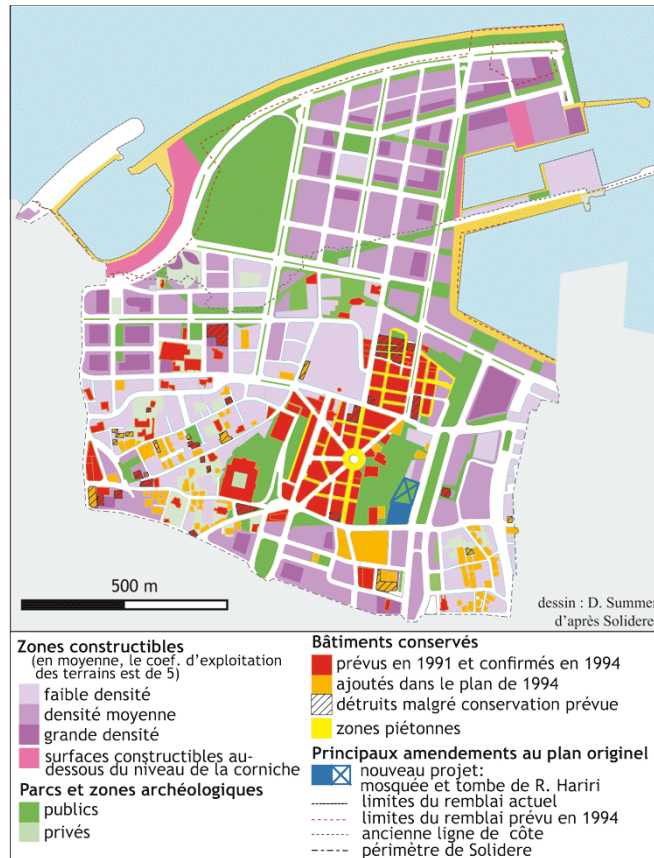 500 m
dessin : D. Summer
d'après Solidere
Zones constructibles
(en moyenne, le coef. d'exploitation
des terrains est de 5)
faible densité
densité moyenne
grande densité
surfaces constructibles au-
dessous du niveau de la corniche
Parcs et zones archéologiques
publics
privés
Bâtiments conservés
prévus en 1991 et confirmés en 1994
ajoutés dans le plan de 1994
détruits malgré conservation prévue
zones piétonnes
Principaux amendements au plan originel
nouveau projet:
mosquée et tombe de R. Hariri
limites du remblai actuel
limites du remblai prévu en 1994
ancienne ligne de côte
périmètre de Solidere